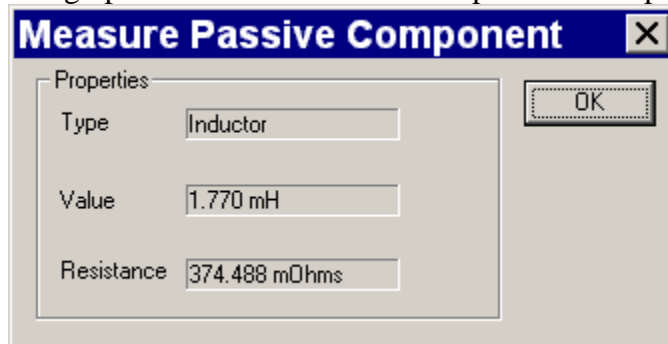 Measure Passive Component
Properties
OK
Type Inductor
Value 1.770 mH
Resistance 374.488 mOhms